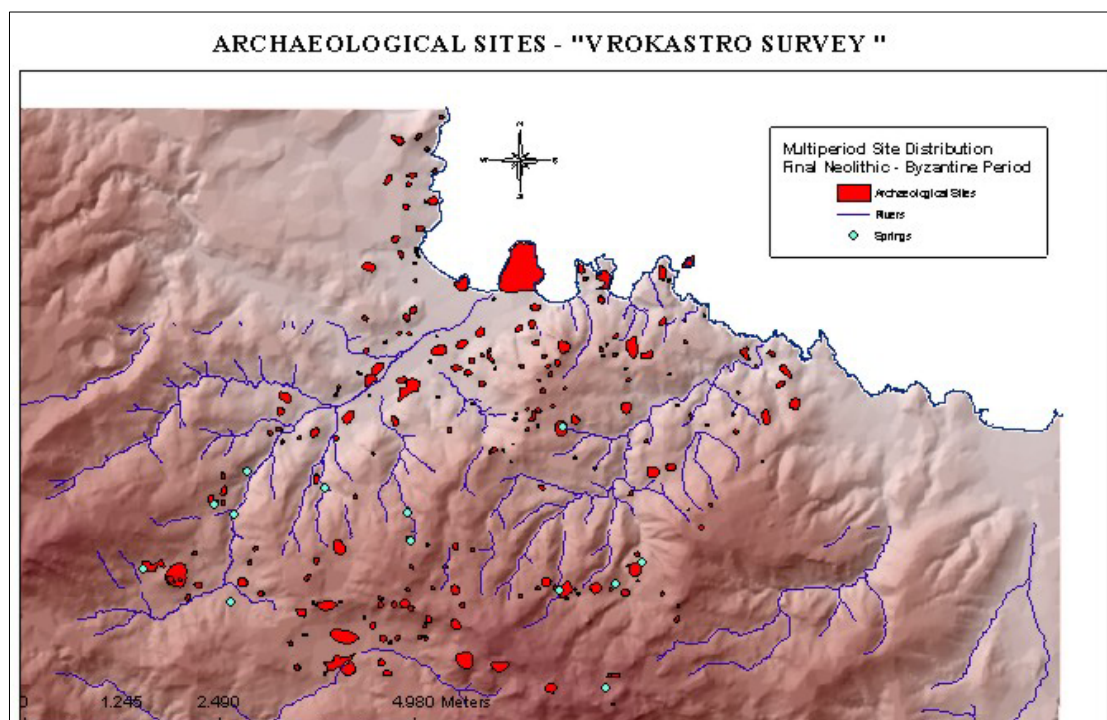 ARCHAEOLOGICAL SITES - "VROKASTRO SURVEY "
N
W E
S
Multiperiod Site Distribution
Final Neolithic - Byzantine Period
Archaeological Sites
Rivers
Springs
0 1.245 2.490 4.980 Meters